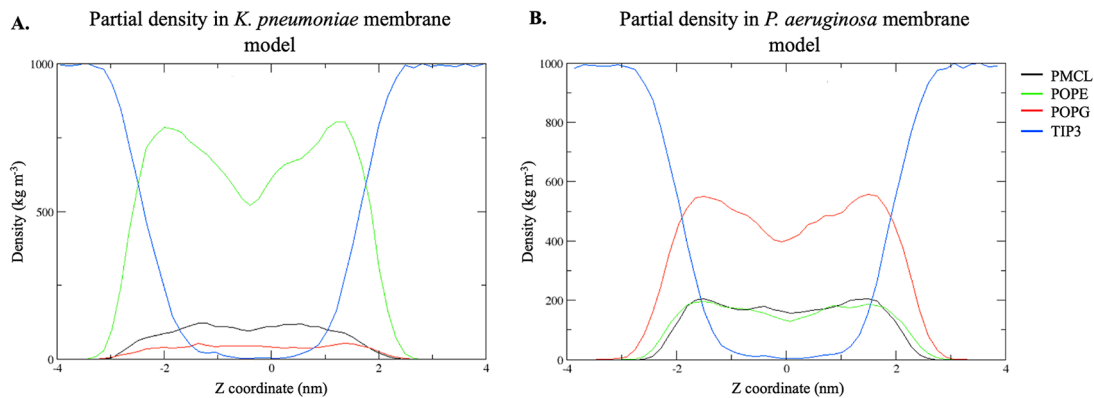 A.
Partial density in K. pneumoniae membrane
model
1000
500
0
Density (kg m-3)
-4
-2
0
2
4
Z coordinate (nm)
B.
Partial density in P. aeruginosa membrane
model
1000
800
600
400
200
0
Density (kg m-3)
-4
-2
0
2
4
Z coordinate (nm)
PMCL
POPE
POPG
TIP3